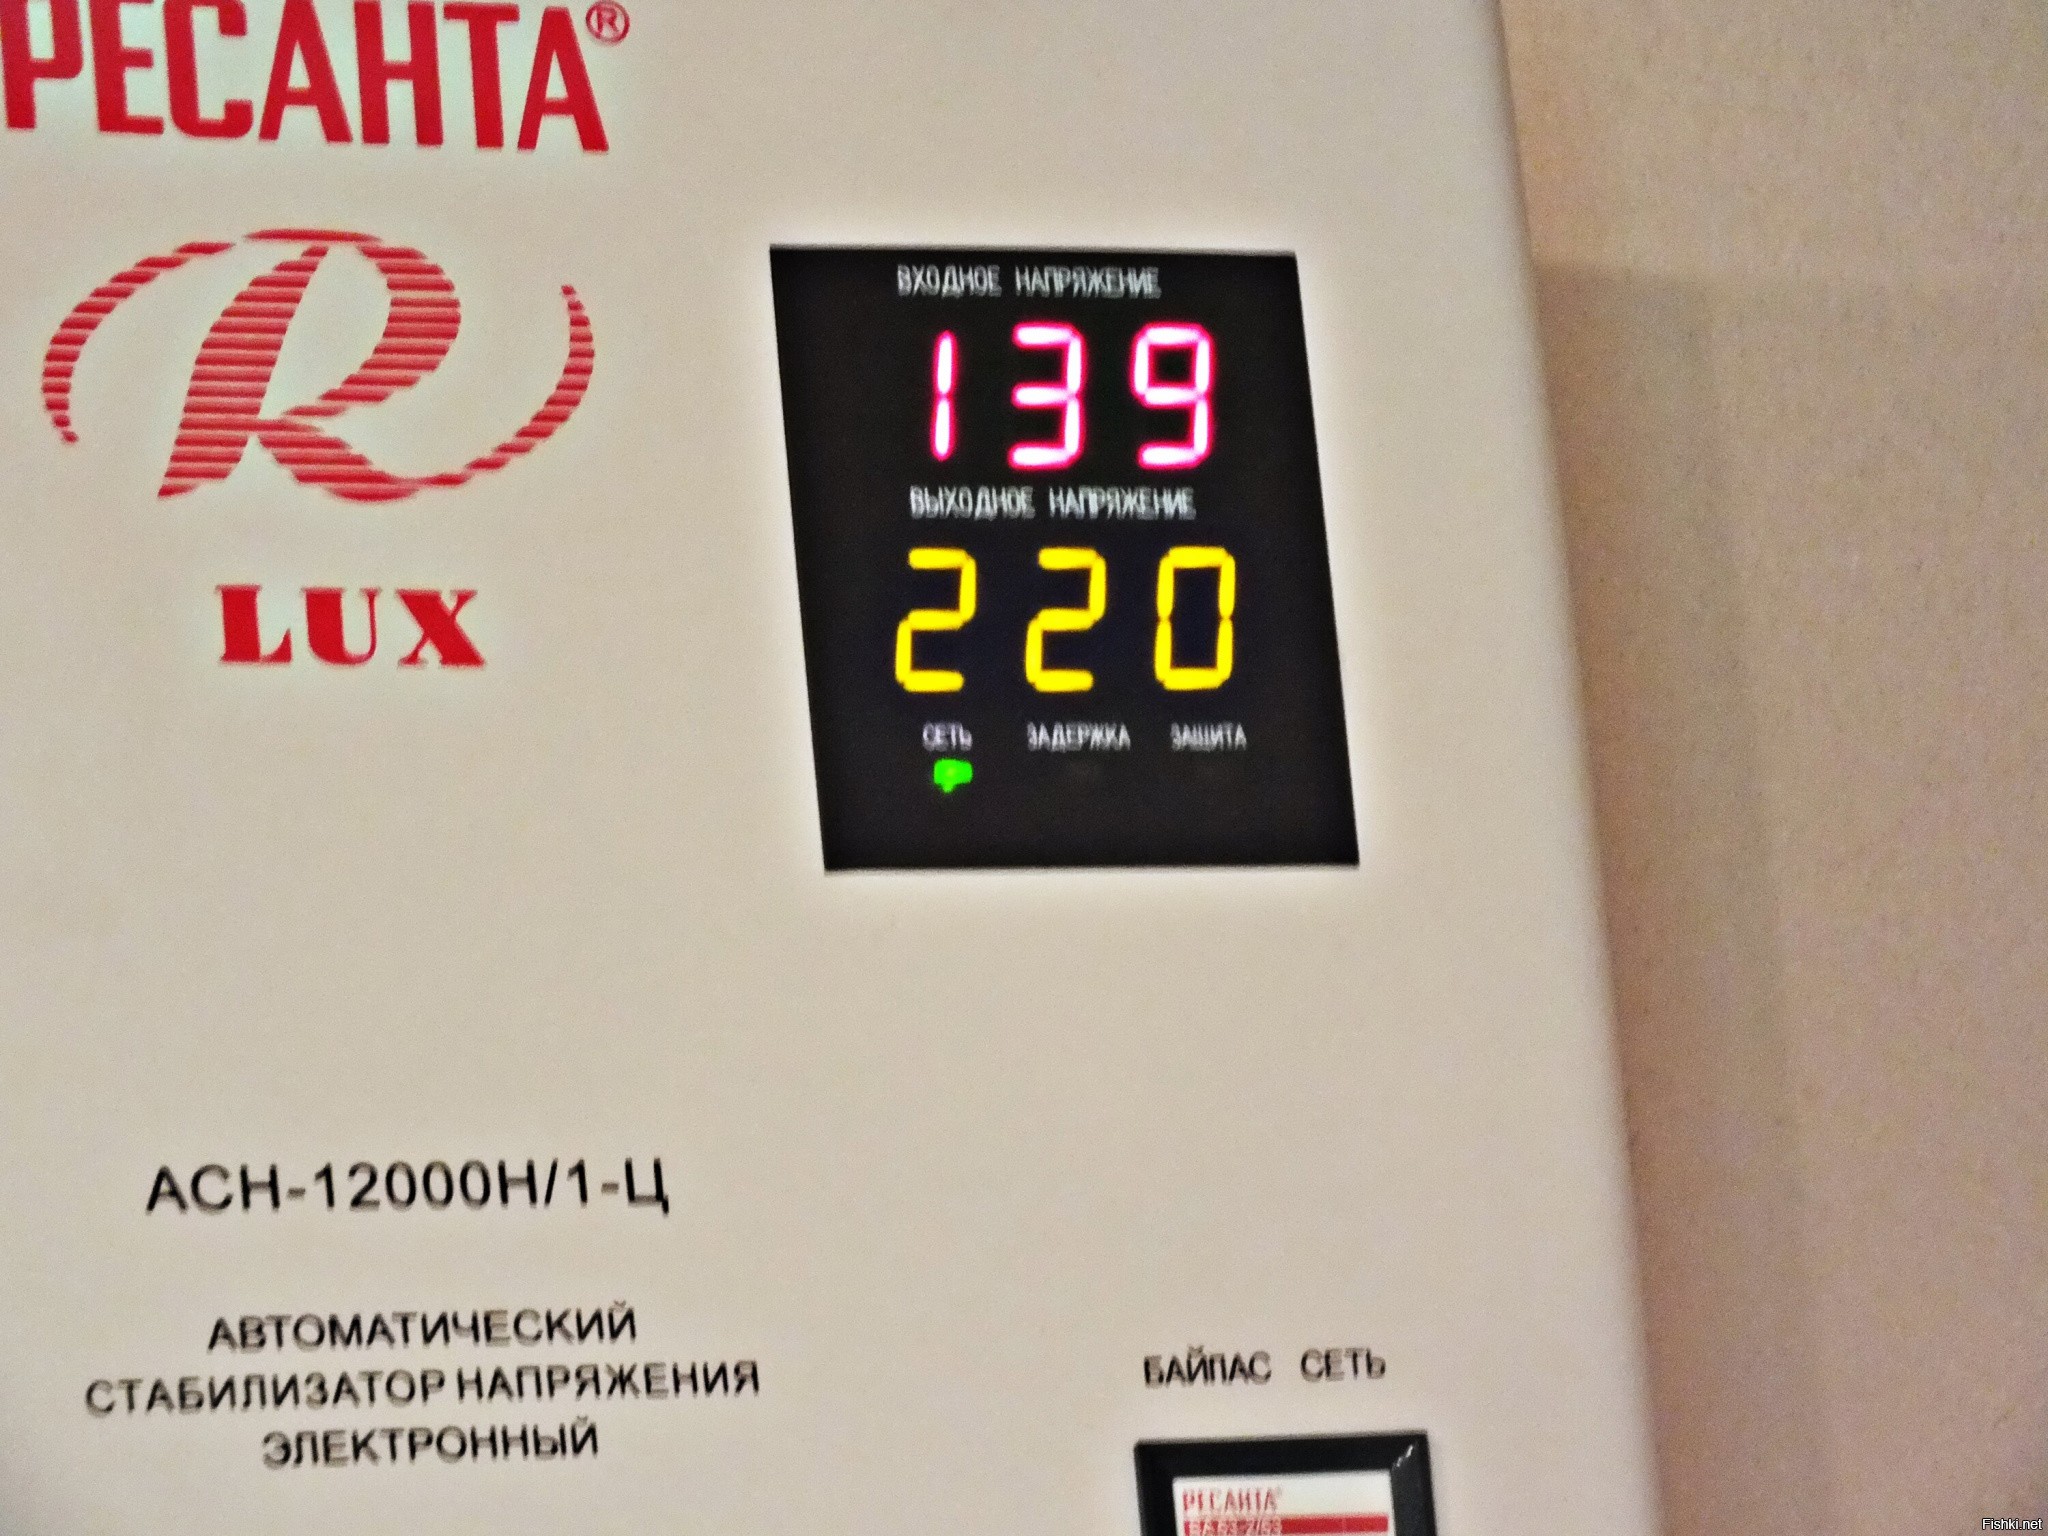 РЕСАНТА®
R
LUX
ВХОДНОЕ НАПРЯЖЕНИЕ
139
ВЫХОДНОЕ НАПРЯЖЕНИЕ
220
СЕТЬ ЗАДЕРЖКА ЗАЩИТА
АСН-12000Н/1-Ц
АВТОМАТИЧЕСКИЙ
СТАБИЛИЗАТОР НАПРЯЖЕНИЯ
ЭЛЕКТРОННЫЙ
БАЙПАС СЕТЬ
РЕСАНТА®
Fishki.net